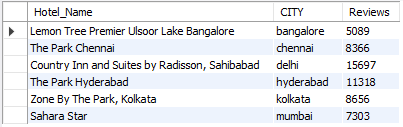 Hotel_Name CITY Reviews
Lemon Tree Premier Ulsoor Lake Bangalore bangalore 5089
The Park Chennai chennai 8366
Country Inn and Suites by Radisson, Sahibabad delhi 15697
The Park Hyderabad hyderabad 11318
Zone By The Park, Kolkata kolkata 8656
Sahara Star mumbai 7303